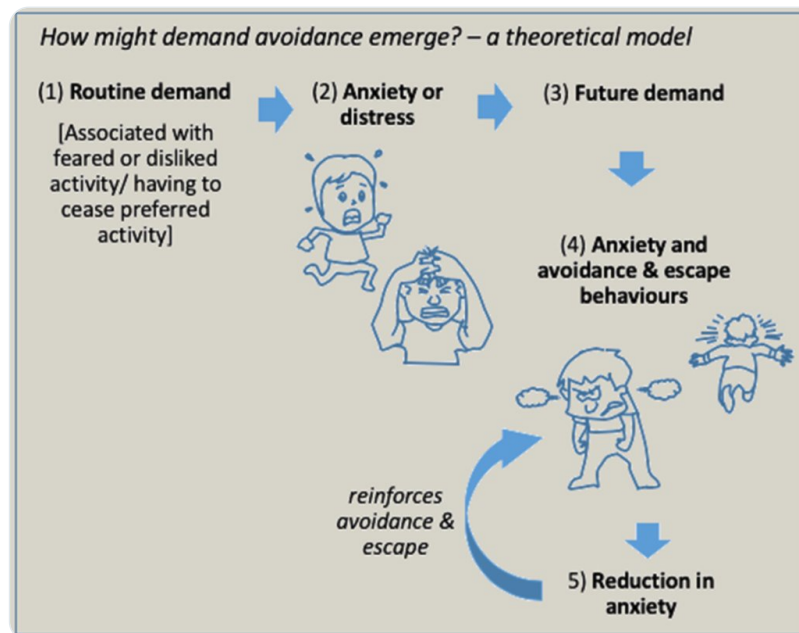 How might demand avoidance emerge? – a theoretical model
(1) Routine demand
[Associated with
feared or disliked
activity/ having to
cease preferred
activity]
(2) Anxiety or
distress
(3) Future demand
(4) Anxiety and
avoidance & escape
behaviours
5) Reduction in
anxiety
reinforces
avoidance &
escape